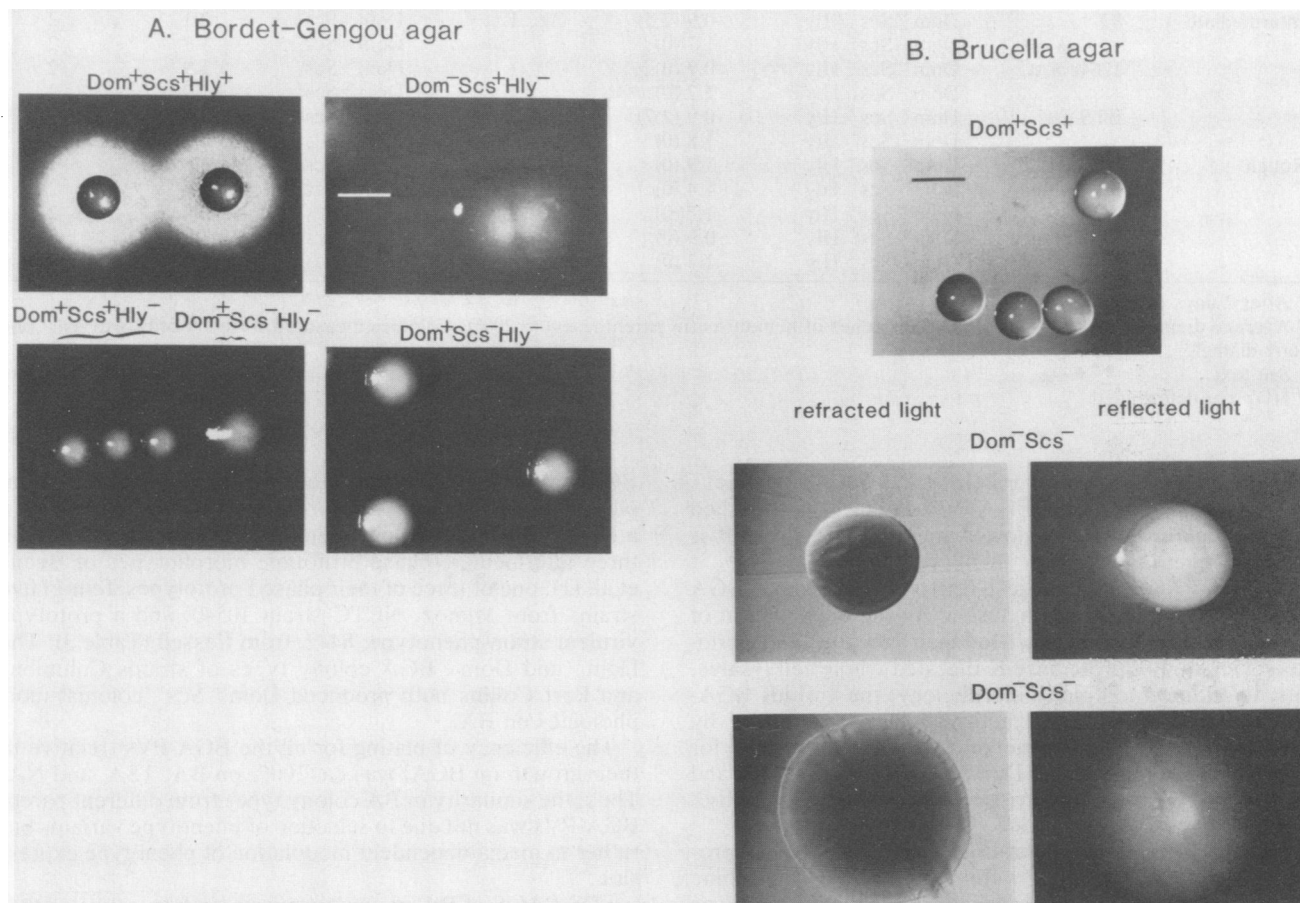 A. Bordet-Gengou agar
Dom⁺Scs⁺Hly⁺
Dom⁻Scs⁺Hly⁻
Dom⁺Scs⁺Hly⁻
Dom±Scs⁻Hly⁻
Dom⁺Scs⁻Hly⁻
B. Brucella agar
Dom⁺Scs⁺
refracted light
reflected light
Dom⁻Scs⁻
Dom⁻Scs⁻